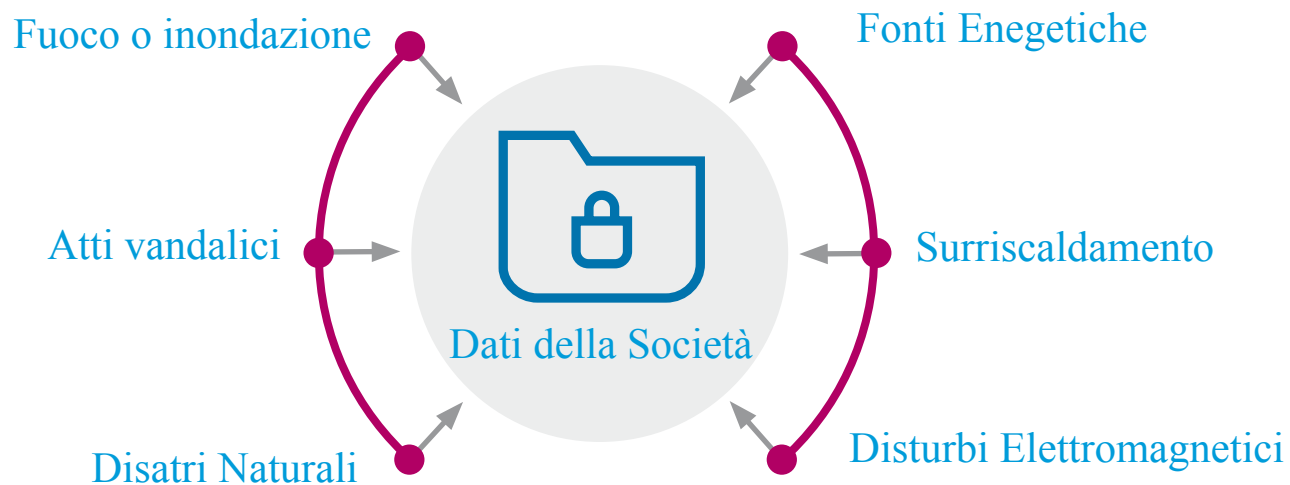 Fuoco o inondazione
Fonti Enegetiche
Atti vandalici
Surriscaldamento
Dati della Società
Disatri Naturali
Disturbi Elettromagnetici